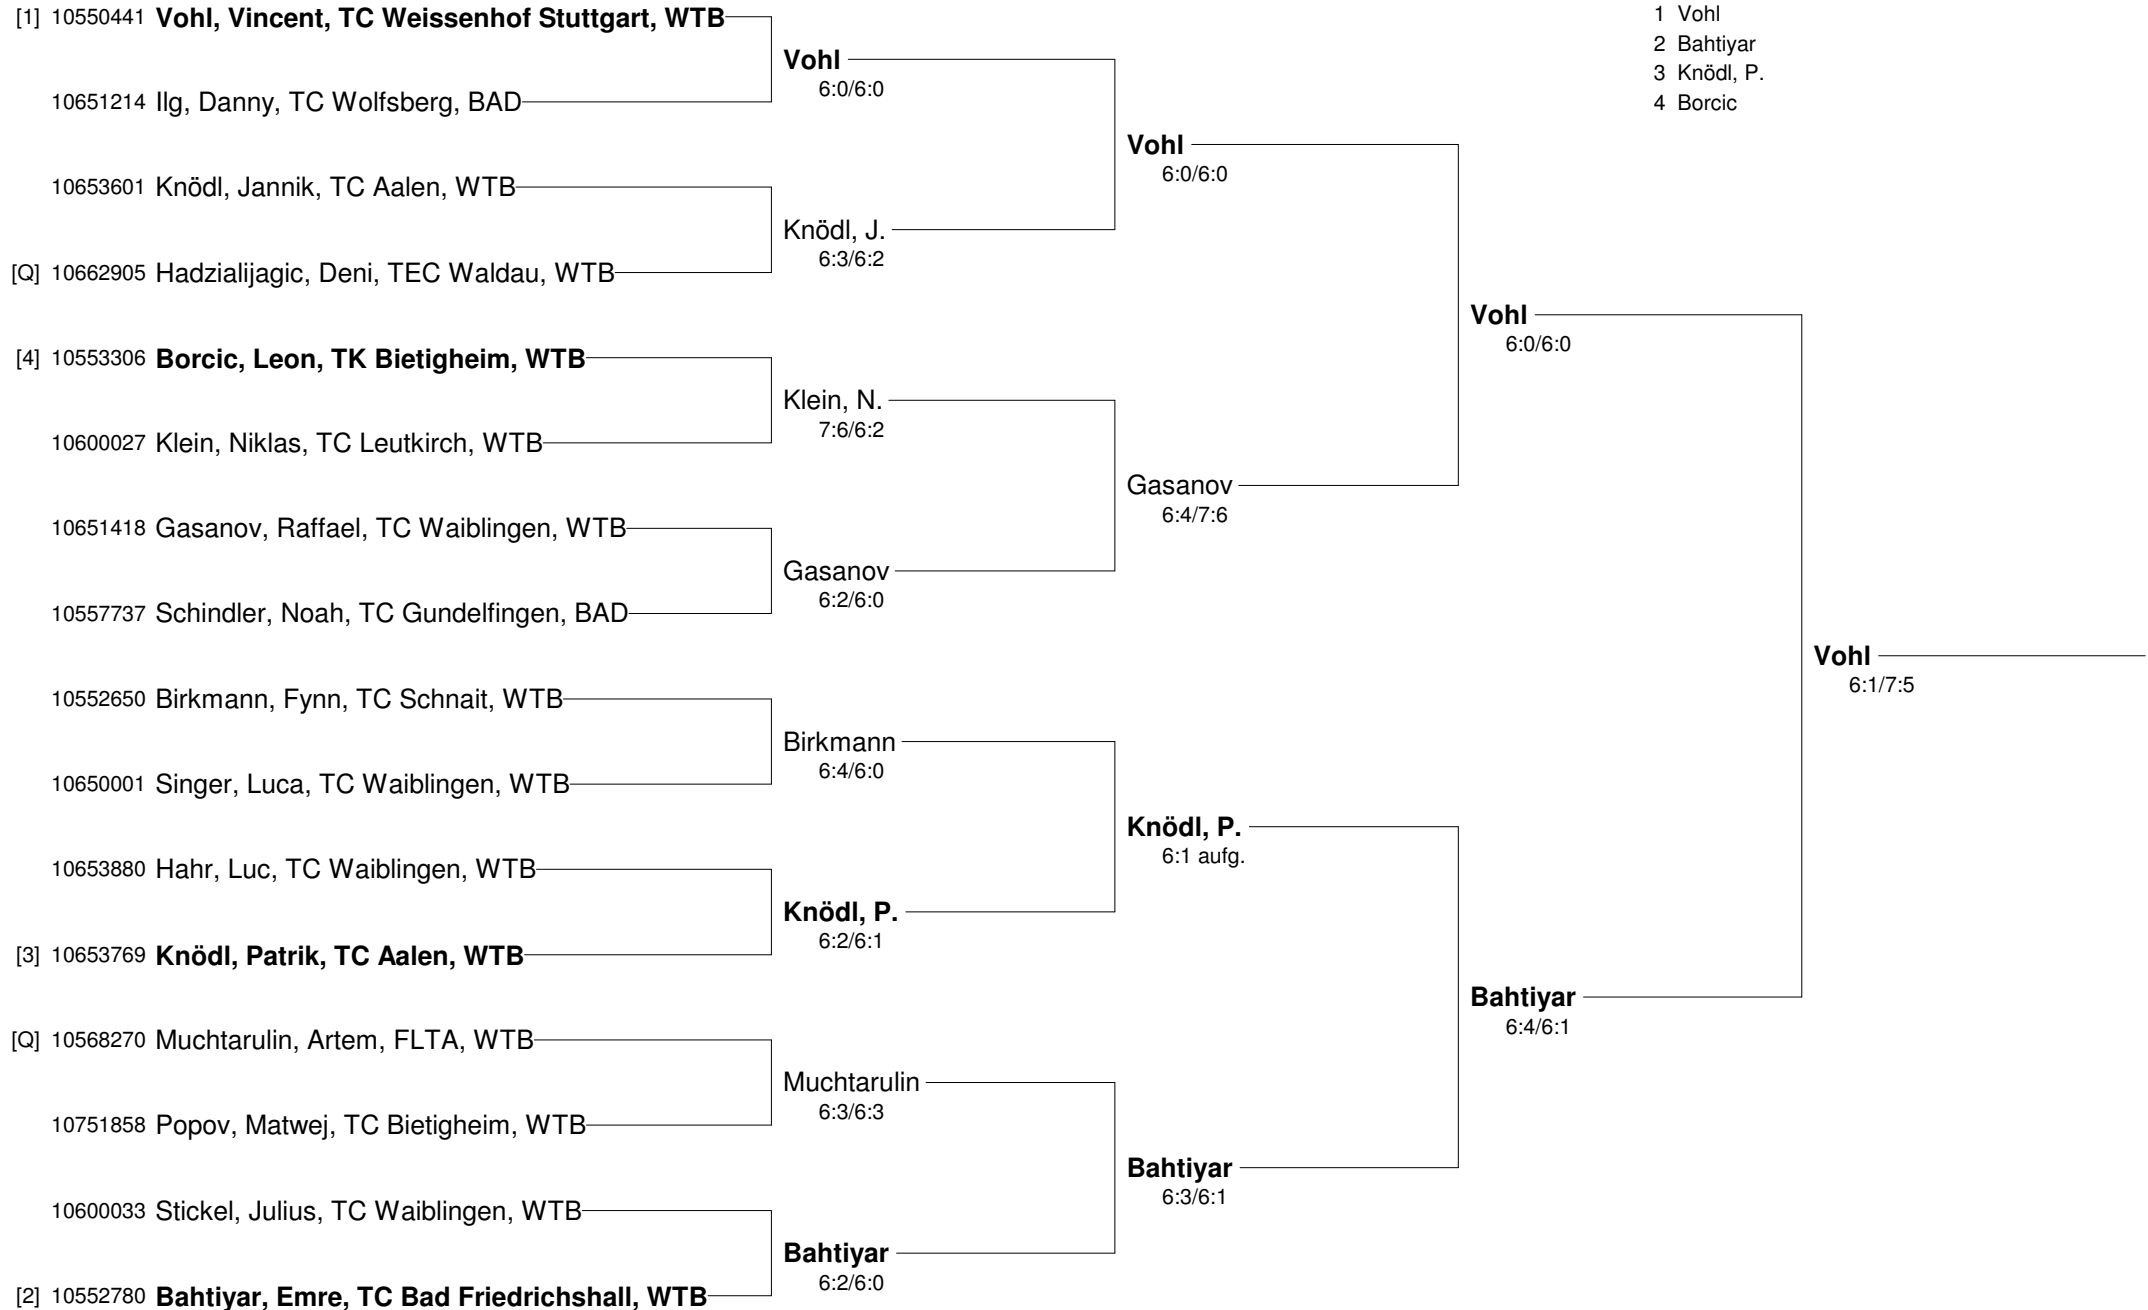 [1] 10550441 Vohl, Vincent, TC Weissenhof Stuttgart, WTB
10651214 Ilg, Danny, TC Wolfsberg, BAD
10653601 Knödl, Jannik, TC Aalen, WTB
[Q] 10662905 Hadzialijagic, Deni, TEC Waldau, WTB
[4] 10553306 Borcic, Leon, TK Bietigheim, WTB
10600027 Klein, Niklas, TC Leutkirch, WTB
10651418 Gasanov, Raffael, TC Waiblingen, WTB
10557737 Schindler, Noah, TC Gundelfingen, BAD
10552650 Birkmann, Fynn, TC Schnait, WTB
10650001 Singer, Luca, TC Waiblingen, WTB
10653880 Hahr, Luc, TC Waiblingen, WTB
[3] 10653769 Knödl, Patrik, TC Aalen, WTB
[Q] 10568270 Muchtarulin, Artem, FLTA, WTB
10751858 Popov, Matwej, TC Bietigheim, WTB
10600033 Stickel, Julius, TC Waiblingen, WTB
[2] 10552780 Bahtiyar, Emre, TC Bad Friedrichshall, WTB
Vohl
6:0/6:0
Knödl, J.
6:3/6:2
Klein, N.
7:6/6:2
Gasanov
6:2/6:0
Birkmann
6:4/6:0
Knödl, P.
6:2/6:1
Muchtarulin
6:3/6:3
Bahtiyar
6:2/6:0
Vohl
6:0/6:0
Gasanov
6:4/7:6
Knödl, P.
6:1 aufg.
Bahtiyar
6:3/6:1
Vohl
6:0/6:0
Bahtiyar
6:4/6:1
Vohl
6:1/7:5
1 Vohl
2 Bahtiyar
3 Knödl, P.
4 Borcic